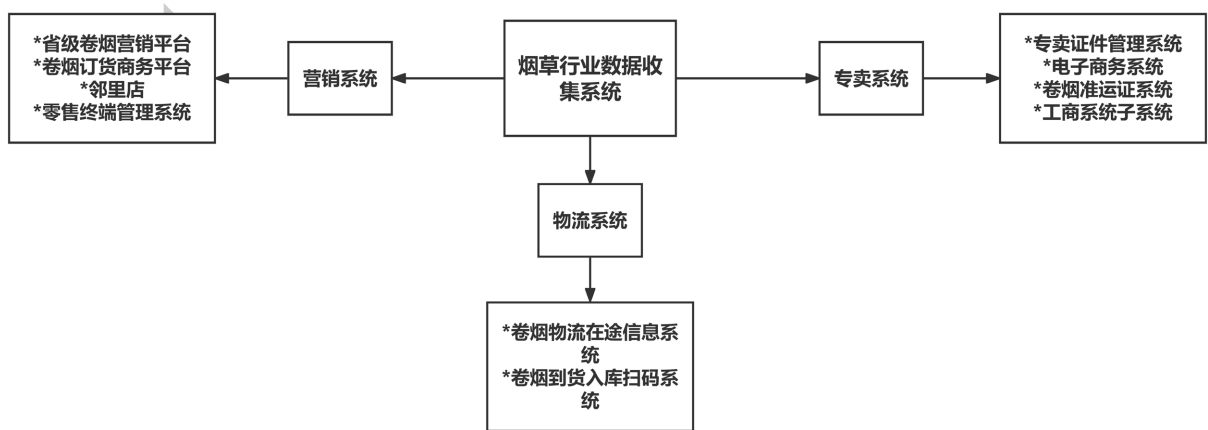 *省级卷烟营销平台
*卷烟订货商务平台
*邻里店
*零售终端管理系统
营销系统
烟草行业数据收
集系统
专卖系统
*专卖证件管理系统
*电子商务系统
*卷烟准运证系统
*工商系统子系统
物流系统
*卷烟物流在途信息系
统
*卷烟到货入库扫码系
统